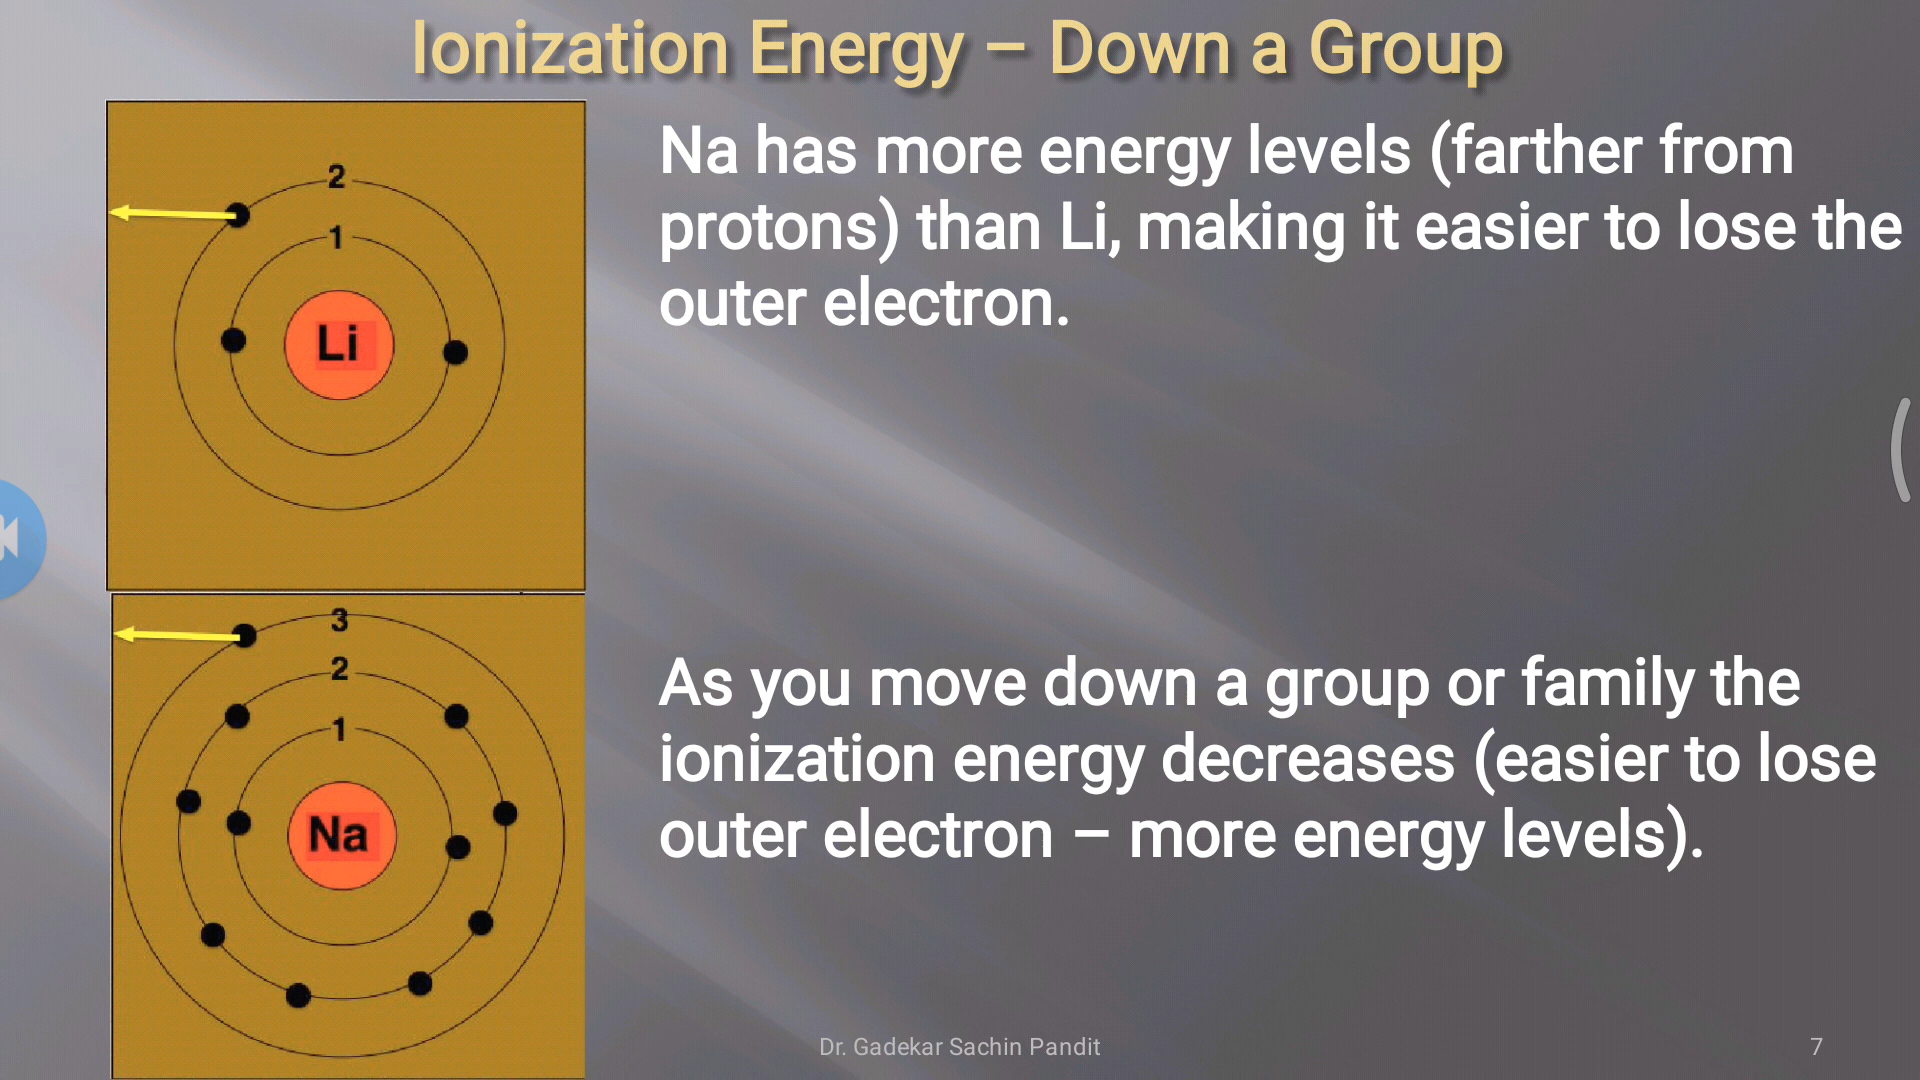 Ionization Energy – Down a Group
2
1
Li
Na has more energy levels (farther from
protons) than Li, making it easier to lose the
outer electron.
3
2
1
Na
As you move down a group or family the
ionization energy decreases (easier to lose
outer electron – more energy levels).
Dr. Gadekar Sachin Pandit
7